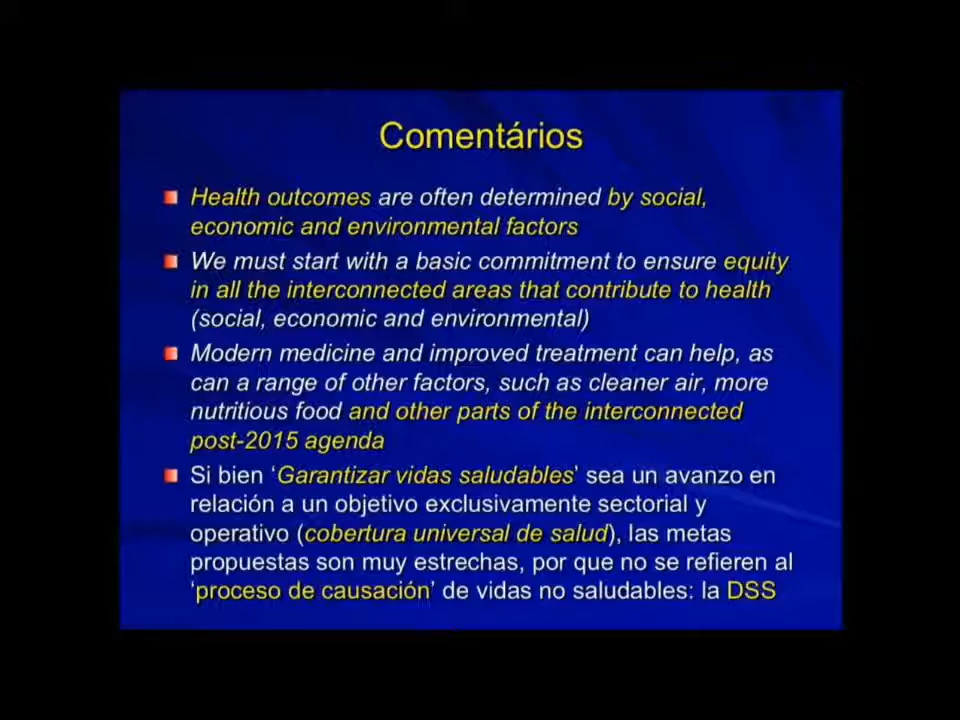 Comentários
Health outcomes are often determined by social,
economic and environmental factors
We must start with a basic commitment to ensure equity
in all the interconnected areas that contribute to health
(social, economic and environmental)
Modern medicine and improved treatment can help, as
can a range of other factors, such as cleaner air, more
nutritious food and other parts of the interconnected
post-2015 agenda
Si bien ‘Garantizar vidas saludables’ sea un avanzo en
relación a un objetivo exclusivamente sectorial y
operativo (cobertura universal de salud), las metas
propuestas son muy estrechas, por que no se refieren al
‘proceso de causación’ de vidas no saludables: la DSS